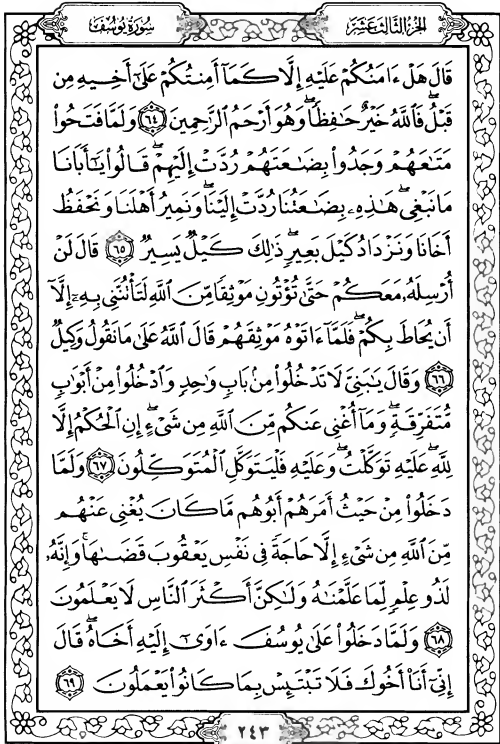 الجزء الثالث عشر
سورة يوسف
قَالَ هَلْ ءَامَنُكُمْ عَلَيْهِ إِلَّا كَمَآ أَمِنتُكُمْ عَلَىٰٓ أَخِيهِ مِن
قَبْلُ ۖ فَٱللَّهُ خَيْرٌ حَـٰفِظًا ۖ وَهُوَ أَرْحَمُ ٱلرَّٰحِمِينَ ٦٤ وَلَمَّا فَتَحُوا۟
مَتَـٰعَهُمْ وَجَدُوا۟ بِضَـٰعَتَهُمْ رُدَّتْ إِلَيْهِمْ ۖ قَالُوا۟ يَـٰٓأَبَانَا
مَا نَبْغِى ۖ هَـٰذِهِۦ بِضَـٰعَتُنَا رُدَّتْ إِلَيْنَا ۖ وَنَمِيرُ أَهْلَنَا وَنَحْفَظُ
أَخَانَا وَنَزْدَادُ كَيْلَ بَعِيرٍ ۖ ذَٰلِكَ كَيْلٌ يَسِيرٌ ٦٥ قَالَ لَنْ
أُرْسِلَهُۥ مَعَكُمْ حَتَّىٰ تُؤْتُونِ مَوْثِقًا مِّنَ ٱللَّهِ لَتَأْتُنَّنِى بِهِۦٓ إِلَّآ
أَن يُحَاطَ بِكُمْ ۖ فَلَمَّآ ءَاتَوْهُ مَوْثِقَهُمْ قَالَ ٱللَّهُ عَلَىٰ مَا نَقُولُ وَكِيلٌ
٦٦ وَقَالَ يَـٰبَنِىَّ لَا تَدْخُلُوا۟ مِنۢ بَابٍ وَٰحِدٍ وَٱدْخُلُوا۟ مِنْ أَبْوَٰبٍ
مُّتَفَرِّقَةٍ ۖ وَمَآ أُغْنِى عَنكُم مِّنَ ٱللَّهِ مِن شَىْءٍ ۖ إِنِ ٱلْحُكْمُ إِلَّا
لِلَّهِ ۖ عَلَيْهِ تَوَكَّلْتُ ۖ وَعَلَيْهِ فَلْيَتَوَكَّلِ ٱلْمُتَوَكِّلُونَ ٦٧ وَلَمَّا
دَخَلُوا۟ مِنْ حَيْثُ أَمَرَهُمْ أَبُوهُم مَّا كَانَ يُغْنِى عَنْهُم
مِّنَ ٱللَّهِ مِن شَىْءٍ إِلَّا حَاجَةً فِى نَفْسِ يَعْقُوبَ قَضَىٰهَا ۚ وَإِنَّهُۥ
لَذُو عِلْمٍ لِّمَا عَلَّمْنَـٰهُ وَلَـٰكِنَّ أَكْثَرَ ٱلنَّاسِ لَا يَعْلَمُونَ
٦٨ وَلَمَّا دَخَلُوا۟ عَلَىٰ يُوسُفَ ءَاوَىٰٓ إِلَيْهِ أَخَاهُ ۖ قَالَ
إِنِّىٓ أَنَا۠ أَخُوكَ فَلَا تَبْتَئِسْ بِمَا كَانُوا۟ يَعْمَلُونَ ٦٩
٢٤٣